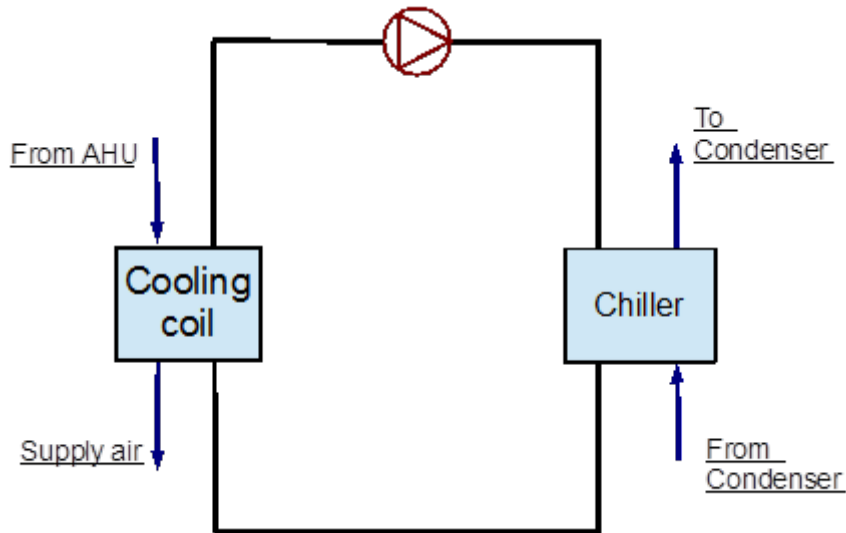 To
Condenser
From AHU
Cooling
coil
Chiller
Supply air
From
Condenser